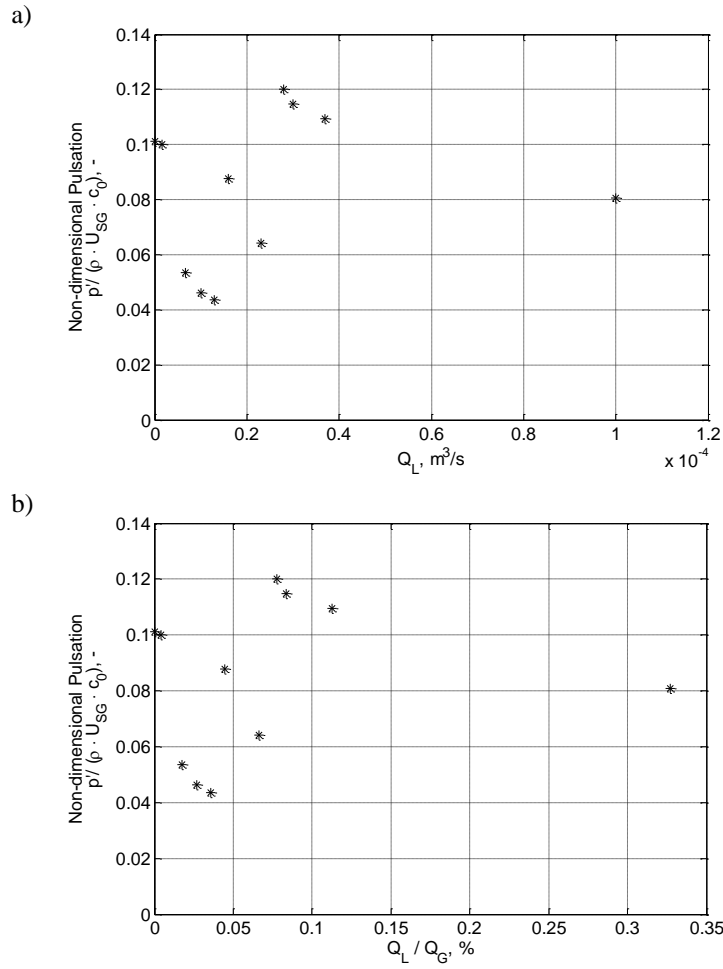 a)
0.14
0.12
0.1
0.08
0.06
0.04
0.02
0
Non-dimensional Pulsation
p'/ (ρ · U_SG · c_0), -
0 0.2 0.4 0.6 0.8 1 1.2
Q_L, m^3/s
x 10^-4
b)
0.14
0.12
0.1
0.08
0.06
0.04
0.02
0
Non-dimensional Pulsation
p'/ (ρ · U_SG · c_0), -
0 0.05 0.1 0.15 0.2 0.25 0.3 0.35
Q_L / Q_G, %